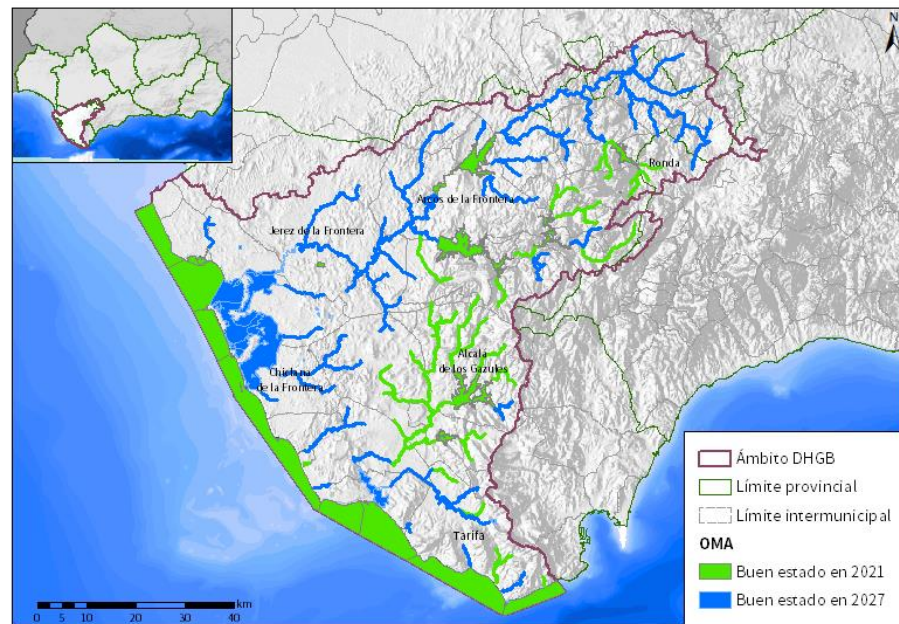 N
Ronda
Arcos de la Frontera
Jerez de la Frontera
Alcalá
de los Gazules
Chiclana
de la Frontera
Tarifa
km
0 5 10 20 30 40
Ámbito DHGB
Límite provincial
Límite intermunicipal
OMA
Buen estado en 2021
Buen estado en 2027